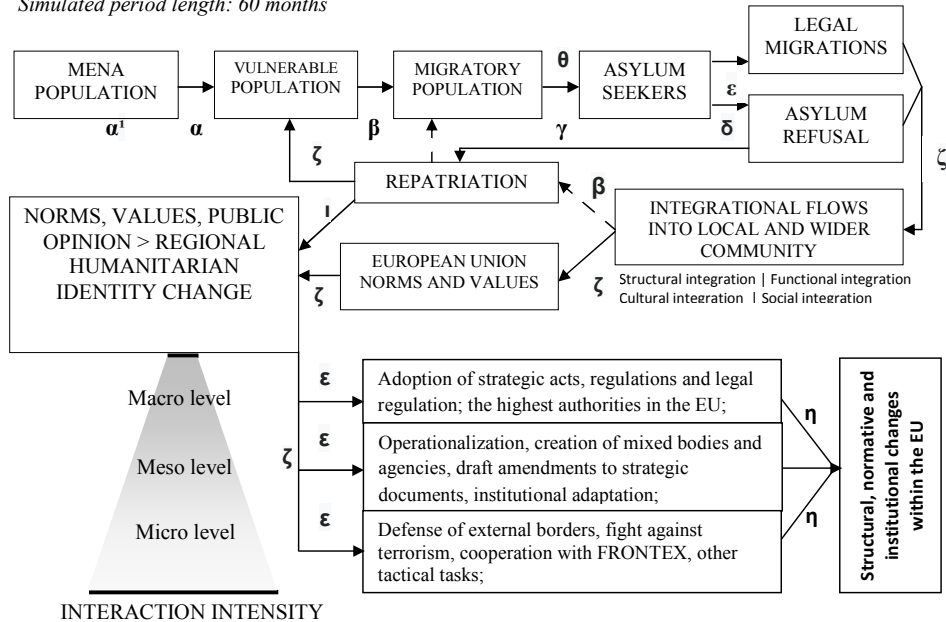 Simulated period length: 60 months
MENA
POPULATION
VULNERABLE
POPULATION
MIGRATORY
POPULATION
ASYLUM
SEEKERS
LEGAL
MIGRATIONS
ASYLUM
REFUSAL
θ
ε
α¹
α
β
γ
δ
ζ
ζ
REPATRIATION
β
ι
INTEGRATIONAL FLOWS
INTO LOCAL AND WIDER
COMMUNITY
NORMS, VALUES, PUBLIC
OPINION > REGIONAL
HUMANITARIAN
IDENTITY CHANGE
EUROPEAN UNION
NORMS AND VALUES
ζ
ζ
Structural integration | Functional integration
Cultural integration | Social integration
Macro level
Meso level
Micro level
INTERACTION INTENSITY
ζ
ε
Adoption of strategic acts, regulations and legal
regulation; the highest authorities in the EU;
ε
Operationalization, creation of mixed bodies and
agencies, draft amendments to strategic
documents, institutional adaptation;
ε
Defense of external borders, fight against
terrorism, cooperation with FRONTEX, other
tactical tasks;
η
η
Structural, normative and
institutional changes
within the EU